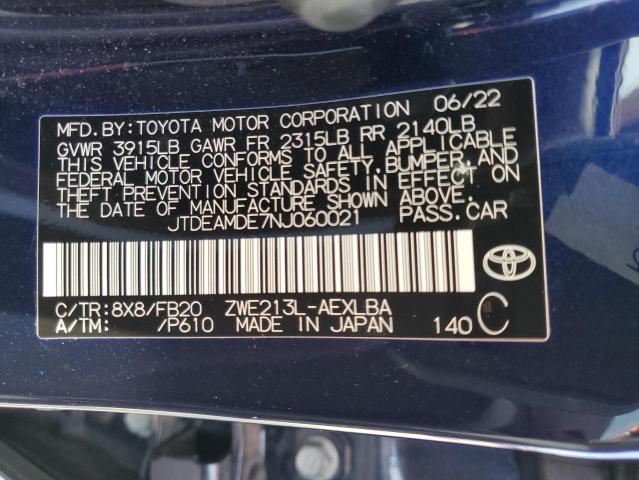 MFD.BY:TOYOTA MOTOR CORPORATION 06/22
GVWR 3915LB GAWR FR 2315LB RR 2140LB
THIS VEHICLE CONFORMS TO ALL APPLICABLE
FEDERAL MOTOR VEHICLE SAFETY, BUMPER, AND
THEFT PREVENTION STANDARDS IN EFFECT ON
THE DATE OF MANUFACTURE SHOWN ABOVE.
JTDEAMDE7NJ060021 PASS.CAR
C/TR:8X8/FB20 ZWE213L-AEXLBA
A/TM: /P610 MADE IN JAPAN 140 C